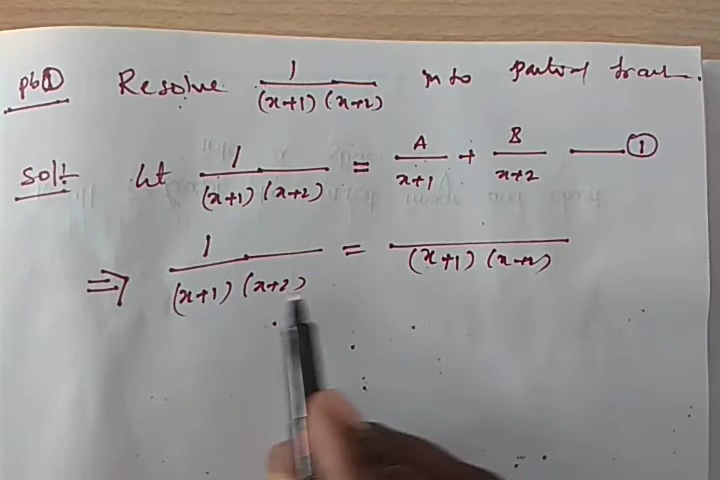 pb① Resolve 1/((x+1)(x+2)) into partial fract.
Sol: let 1/((x+1)(x+2)) = A/(x+1) + B/(x+2) —— ①
⇒ 1/((x+1)(x+2)) = /((x+1)(x+2))